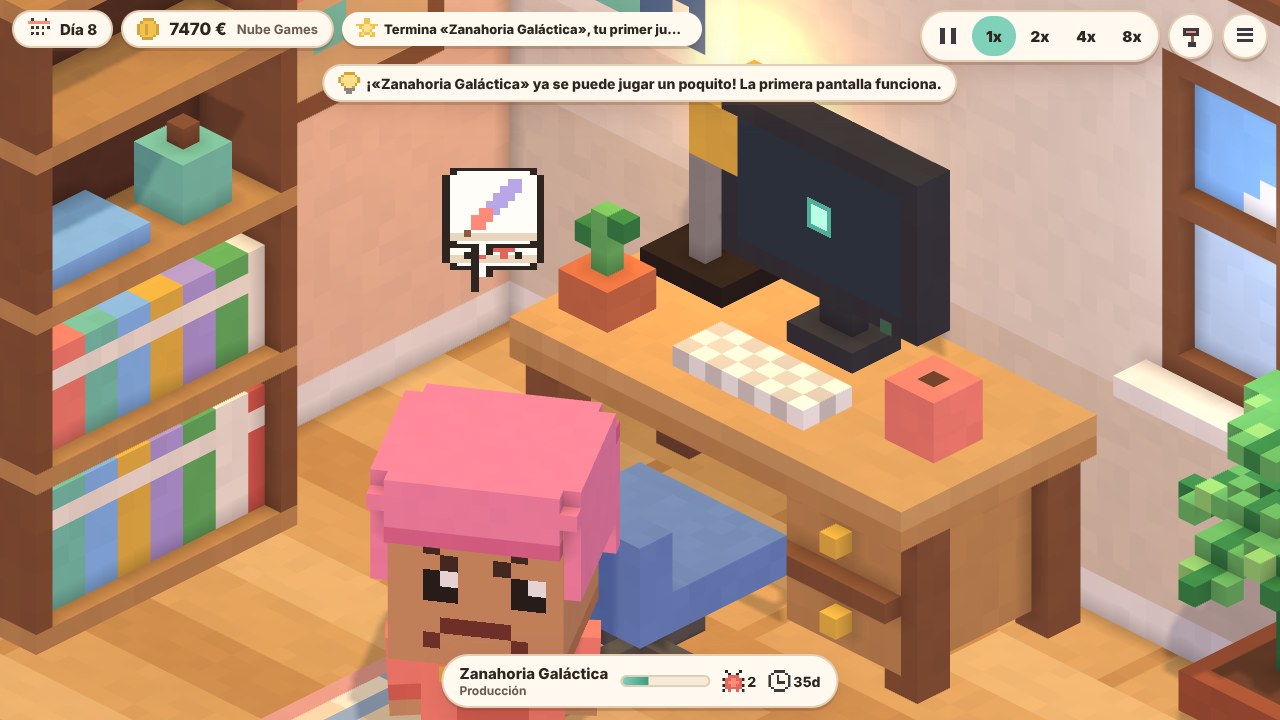 Día 8
7470 €
Nube Games
Termina «Zanahoria Galáctica», tu primer ju...
1x
2x
4x
8x
¡«Zanahoria Galáctica» ya se puede jugar un poquito! La primera pantalla funciona.
Zanahoria Galáctica
Producción
2
35d